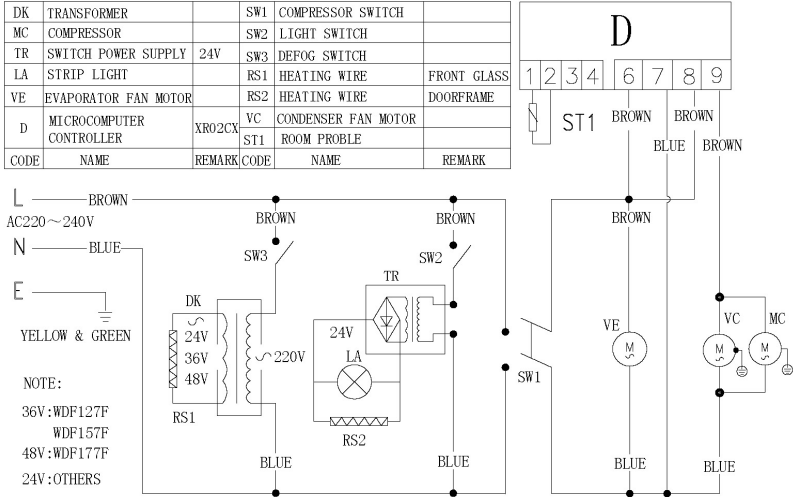 DK TRANSFORMER SW1 COMPRESSOR SWITCH
MC COMPRESSOR SW2 LIGHT SWITCH
TR SWITCH POWER SUPPLY 24V SW3 DEFOG SWITCH
LA STRIP LIGHT RS1 HEATING WIRE FRONT GLASS
VE EVAPORATOR FAN MOTOR RS2 HEATING WIRE DOORFRAME
D MICROCOMPUTER CONTROLLER XR02CX VC CONDENSER FAN MOTOR
ST1 ROOM PROBLE
CODE NAME REMARK CODE NAME REMARK
D
1 2 3 4 6 7 8 9
ST1
BROWN BROWN
BLUE BROWN
L BROWN
AC220～240V
N BLUE
E
YELLOW & GREEN
BROWN BROWN BROWN
SW3 SW2
TR
DK
24V
36V
48V
220V
RS1
24V
LA
RS2
SW1
VE
M
VC
M
MC
M
NOTE:
36V:WDF127F
WDF157F
48V:WDF177F
24V:OTHERS
BLUE BLUE BLUE BLUE